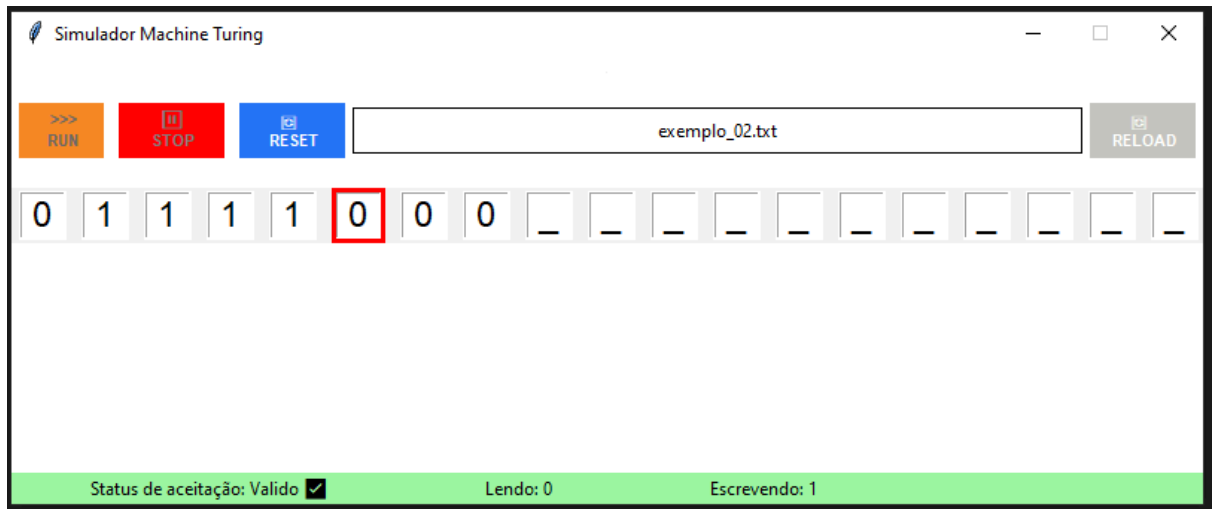 Simulador Machine Turing
>>>
RUN
STOP
RESET
exemplo_02.txt
RELOAD
0 1 1 1 1 0 0 0 _ _ _ _ _ _ _ _ _ _ _
Status de aceitação: Valido ✓ Lendo: 0 Escrevendo: 1